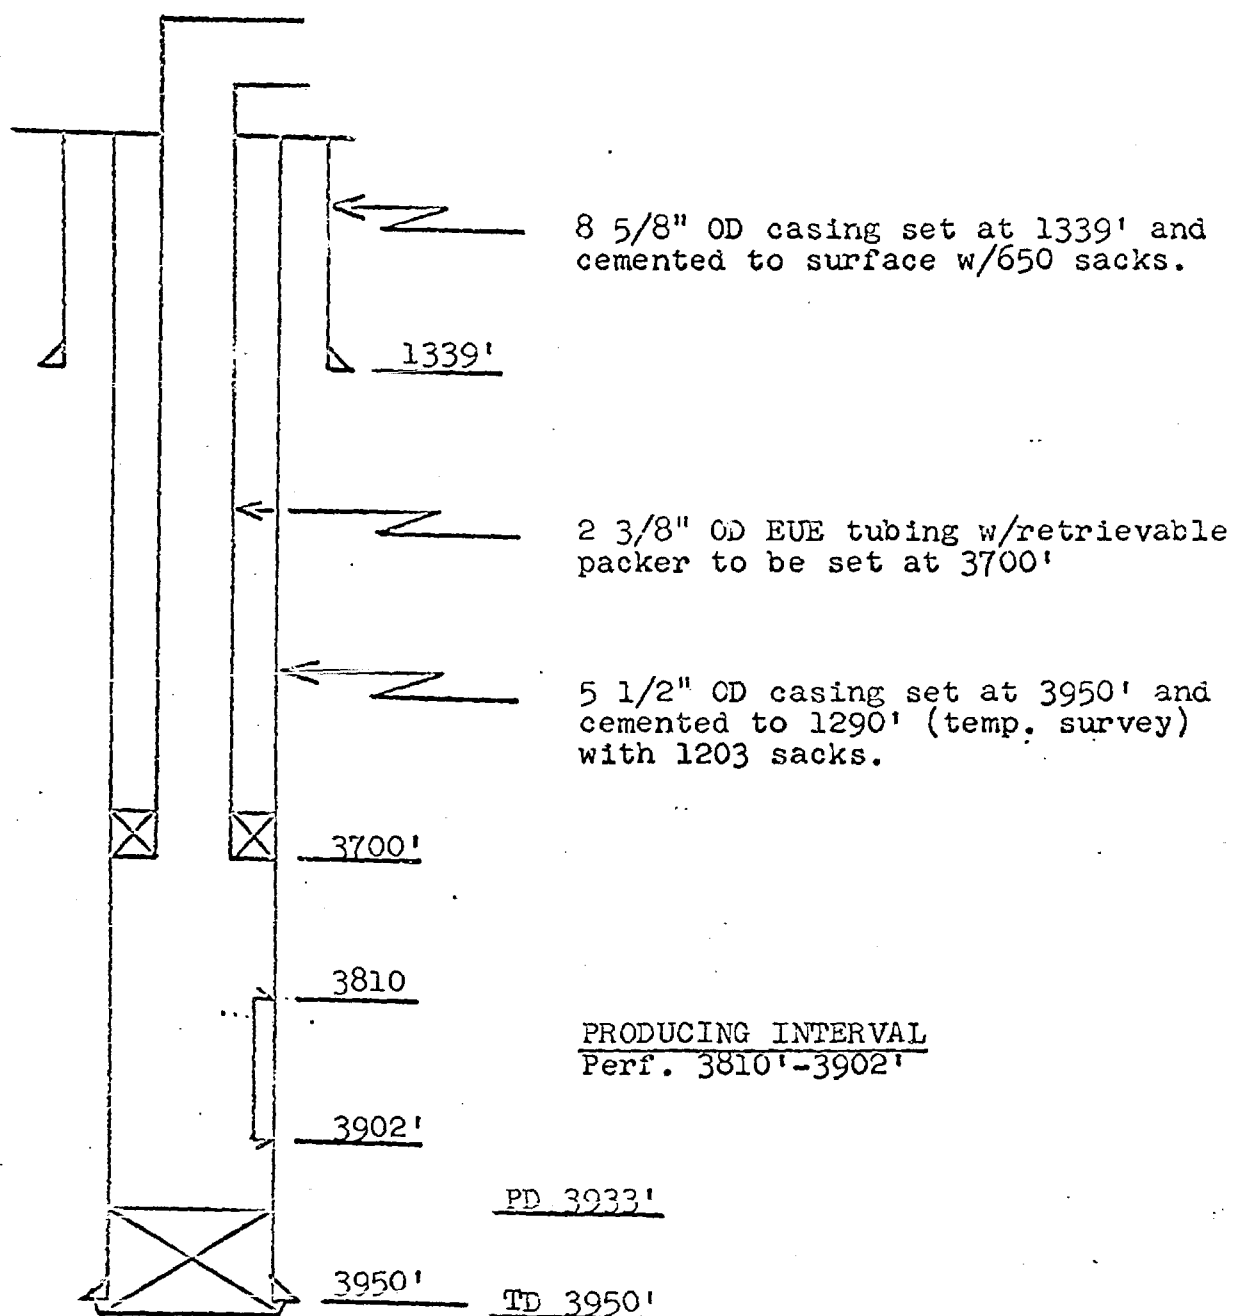 8 5/8" OD casing set at 1339' and
cemented to surface w/650 sacks.
1339'
2 3/8" OD EUE tubing w/retrievable
packer to be set at 3700'
5 1/2" OD casing set at 3950' and
cemented to 1290' (temp. survey)
with 1203 sacks.
3700'
3810
PRODUCING INTERVAL
Perf. 3810'-3902'
3902'
PD 3933'
3950'
TD 3950'